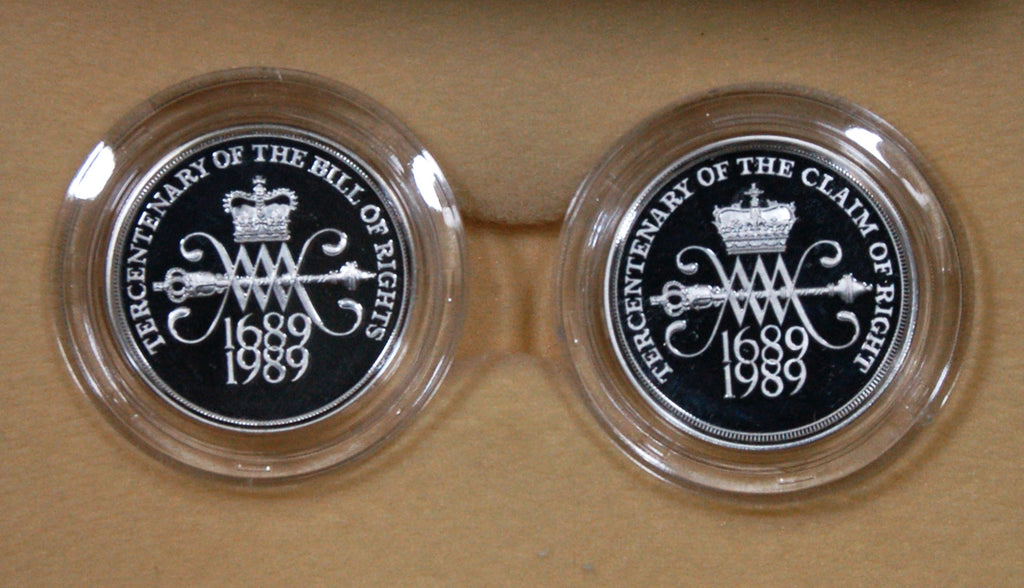 TERCENTENARY OF THE BILL OF RIGHTS
1689
1989
TERCENTENARY OF THE CLAIM OF RIGHT
1689
1989